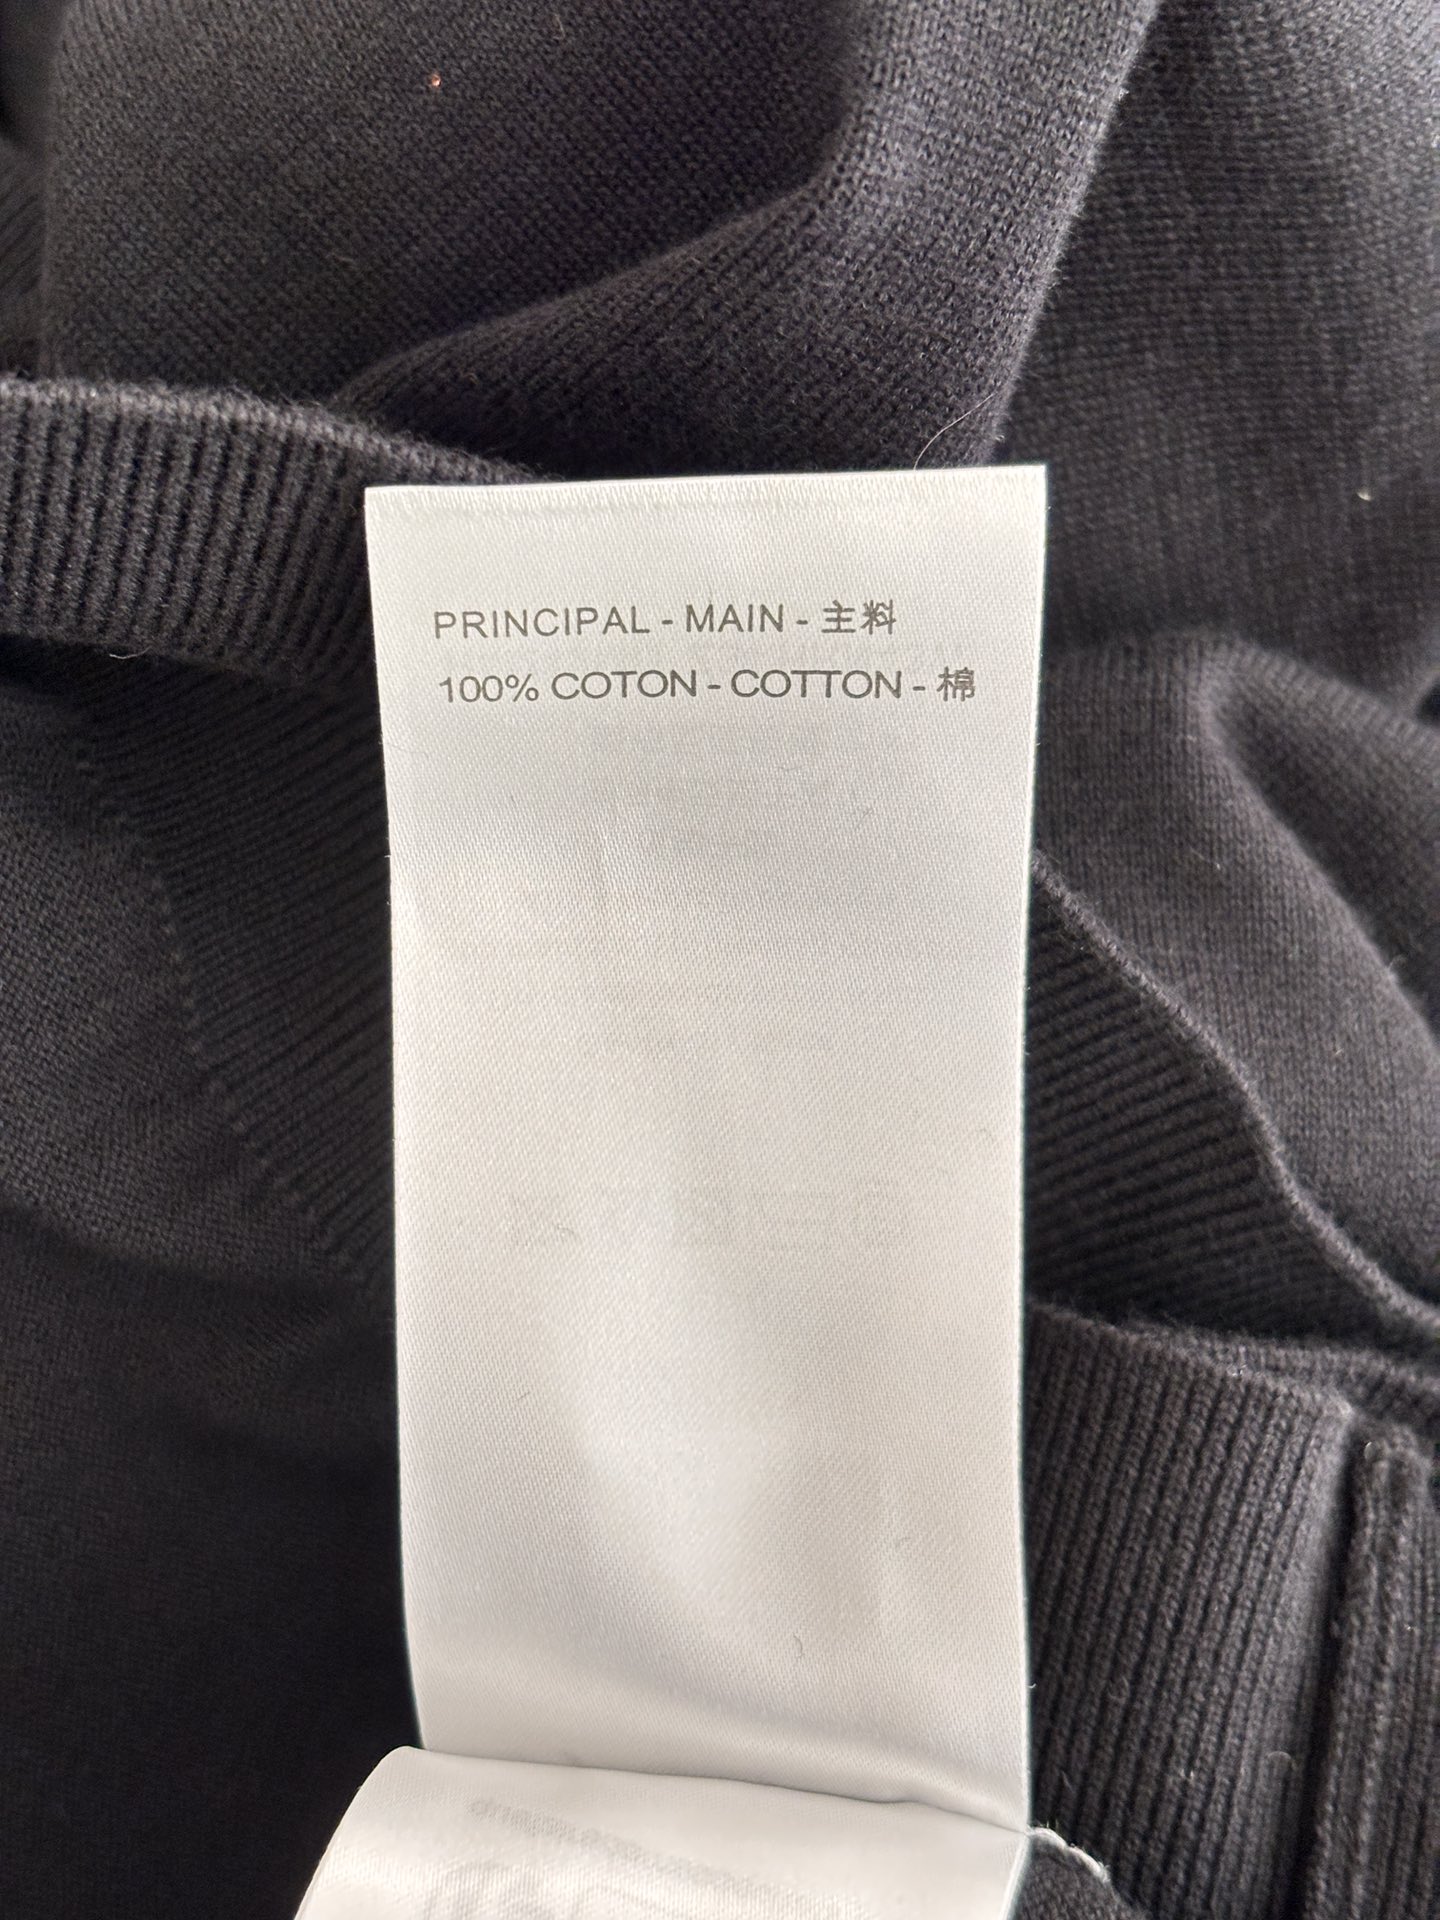 PRINCIPAL - MAIN - 主料
100% COTON - COTTON - 棉